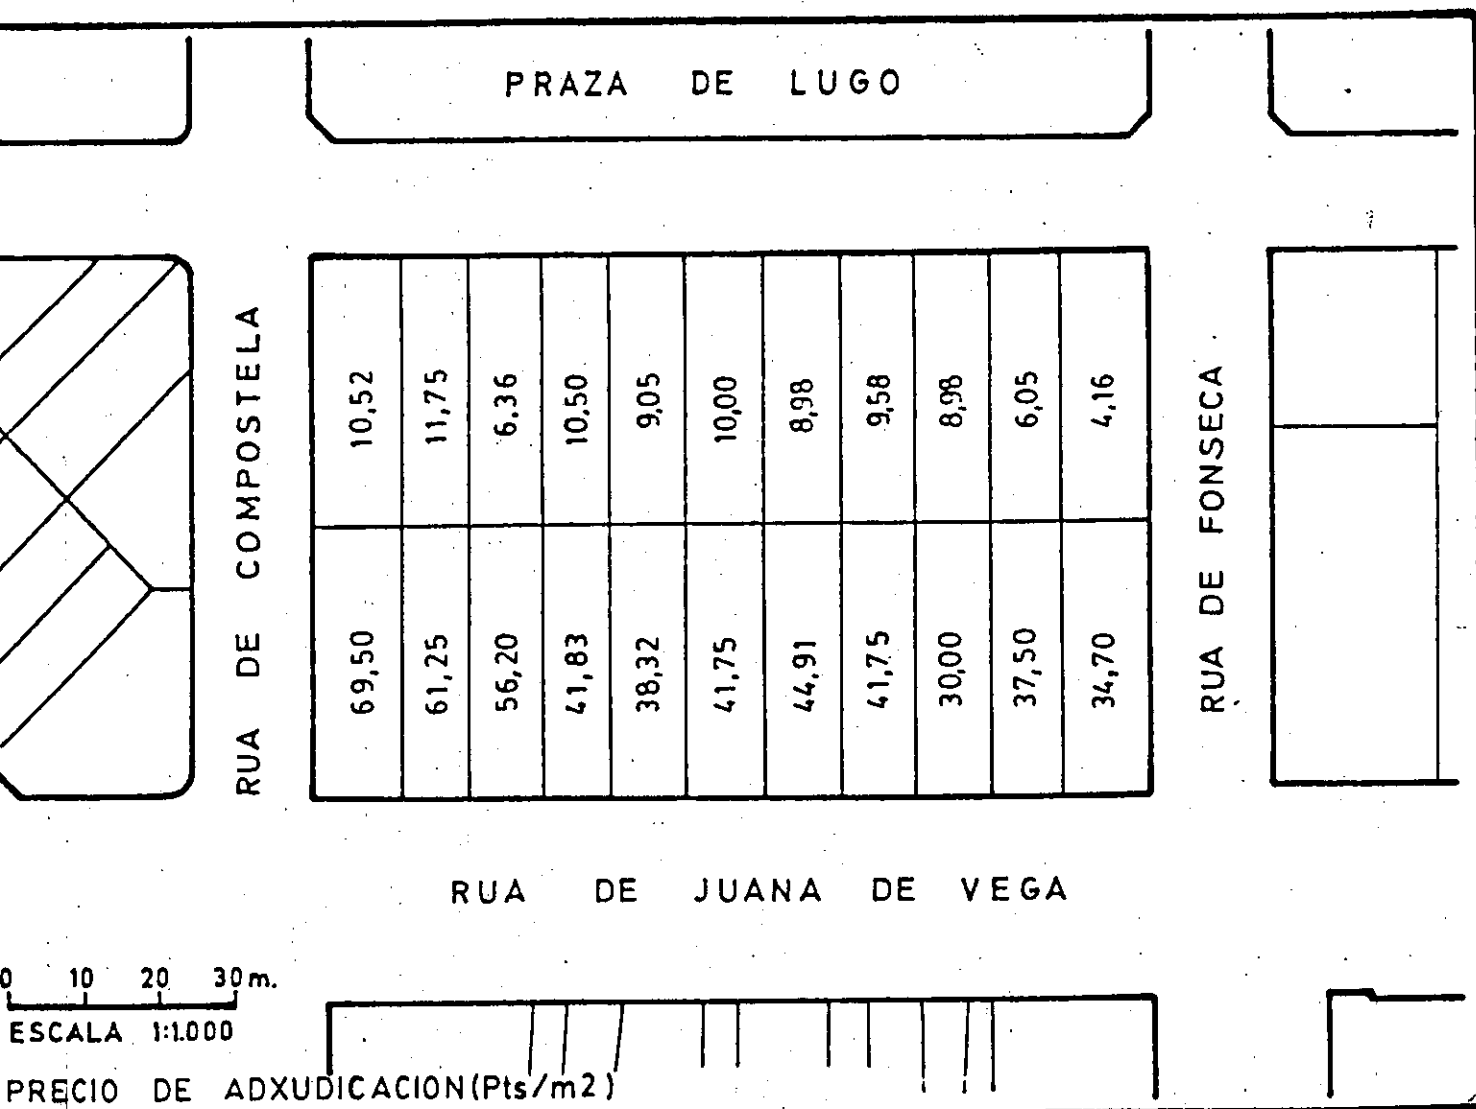 PRAZA DE LUGO
RUA DE COMPOSTELA
10,52 11,75 6,36 10,50 9,05 10,00 8,98 9,58 8,98 6,05 4,16
69,50 61,25 56,20 41,83 38,32 41,75 44,91 41,75 30,00 37,50 34,70
RUA DE FONSECA
RUA DE JUANA DE VEGA
0 10 20 30m.
ESCALA 1:1.000
PRECIO DE ADXUDICACION(Pts/m2)